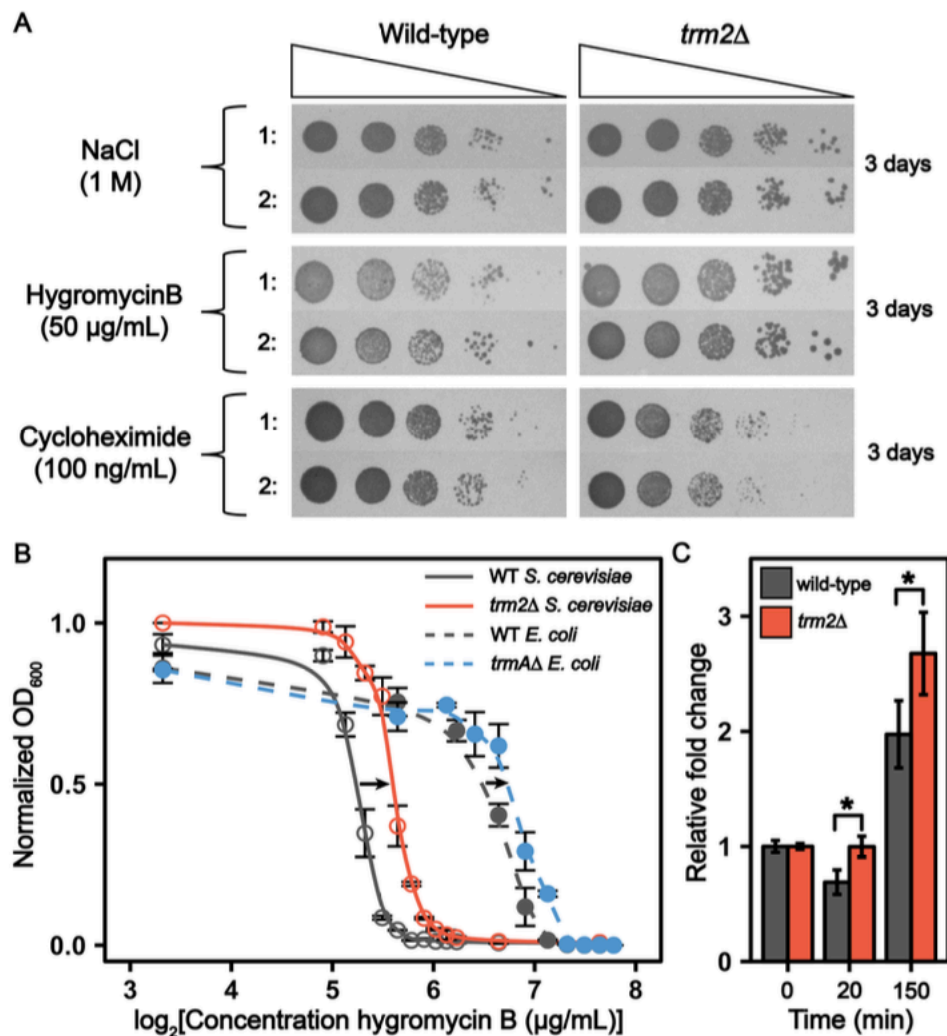 A
Wild-type trm2Δ
NaCl
(1 M)
1:
2:
3 days
HygromycinB
(50 µg/mL)
1:
2:
3 days
Cycloheximide
(100 ng/mL)
1:
2:
3 days
B
WT S. cerevisiae
trm2Δ S. cerevisiae
WT E. coli
trmAΔ E. coli
Normalized OD600
1.0
0.5
0.0
3 4 5 6 7 8
log2[Concentration hygromycin B (µg/mL)]
C
wild-type
trm2Δ
*
*
Relative fold change
3
2
1
0
0 20 150
Time (min)